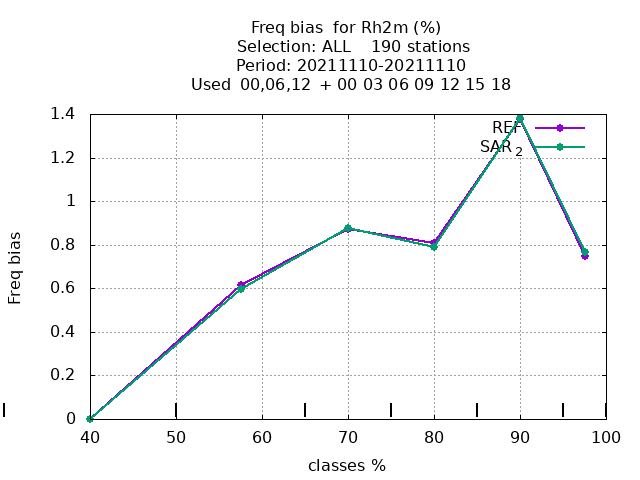 Freq bias for Rh2m (%)
Selection: ALL 190 stations
Period: 20211110-20211110
Used 00,06,12 + 00 03 06 09 12 15 18
1.4
1.2
1
0.8
0.6
0.4
0.2
0
Freq bias
REF
SAR 2
40 50 60 70 80 90 100
classes %